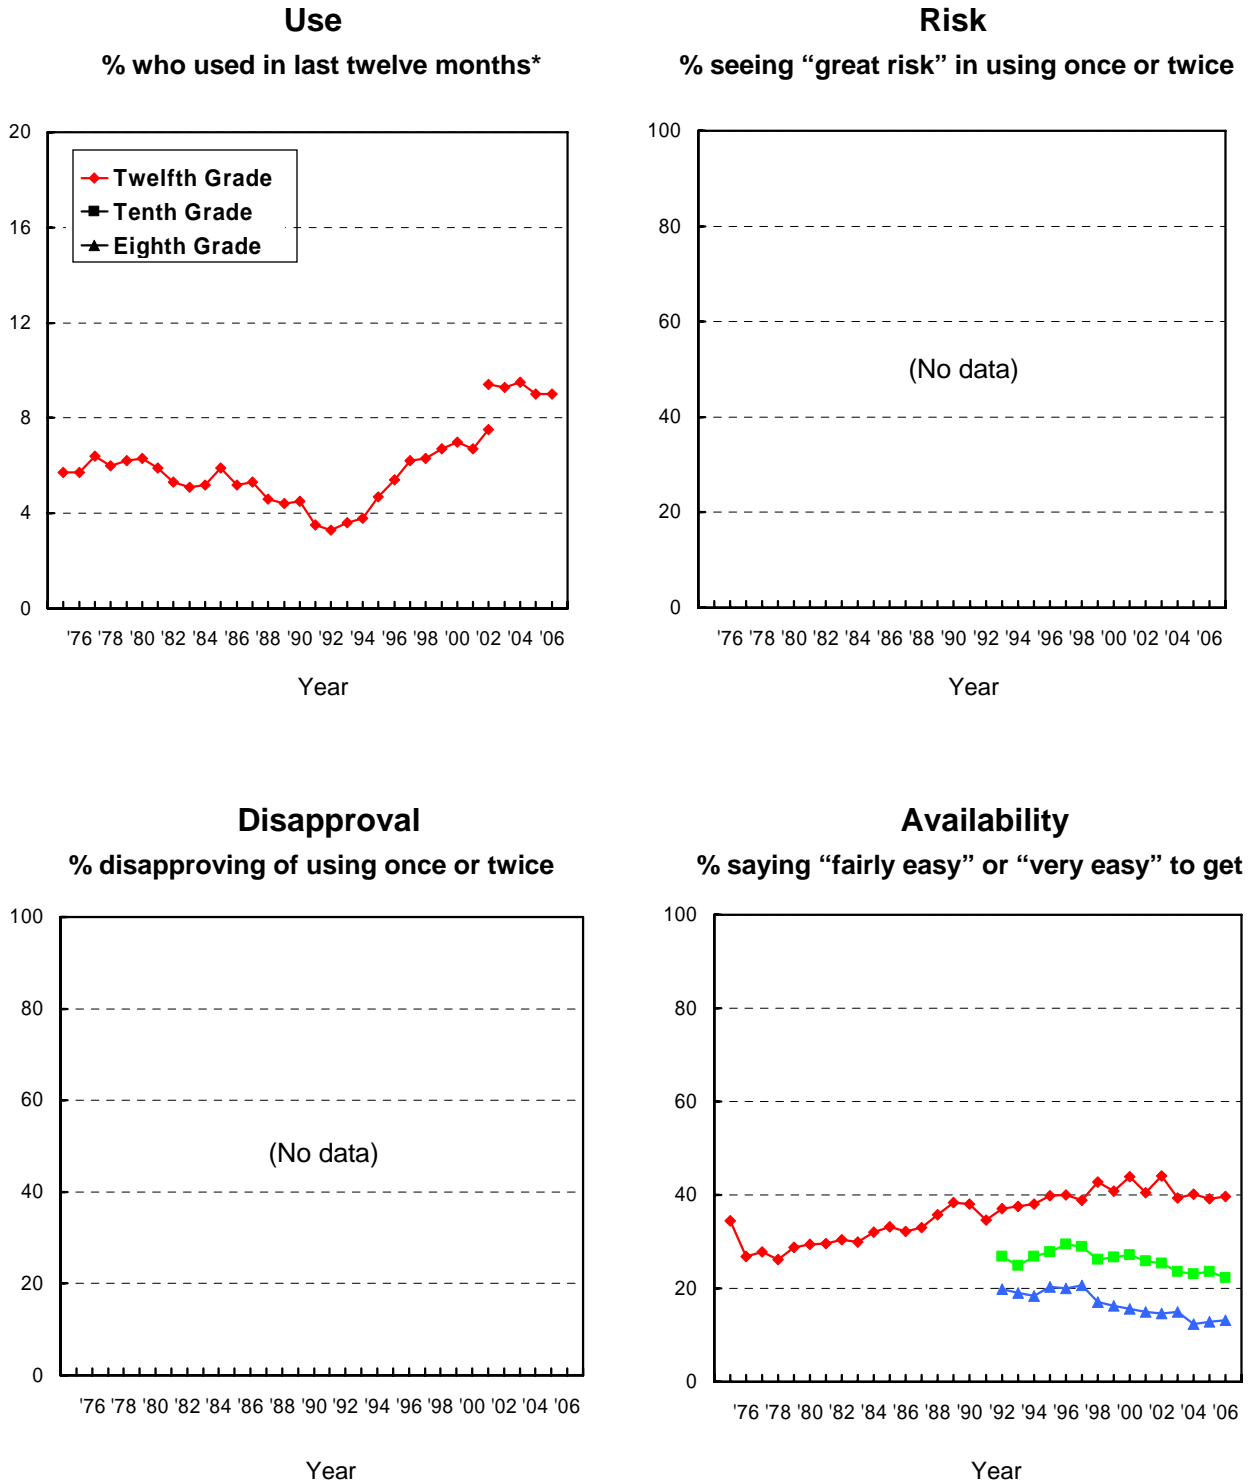 Use
% who used in last twelve months*
20
16
12
8
4
0
Twelfth Grade
Tenth Grade
Eighth Grade
'76 '78 '80 '82 '84 '86 '88 '90 '92 '94 '96 '98 '00 '02 '04 '06
Year
Risk
% seeing “great risk” in using once or twice
100
80
60
40
20
0
(No data)
'76 '78 '80 '82 '84 '86 '88 '90 '92 '94 '96 '98 '00 '02 '04 '06
Year
Disapproval
% disapproving of using once or twice
100
80
60
40
20
0
(No data)
'76 '78 '80 '82 '84 '86 '88 '90 '92 '94 '96 '98 '00 '02 '04 '06
Year
Availability
% saying “fairly easy” or “very easy” to get
100
80
60
40
20
0
'76 '78 '80 '82 '84 '86 '88 '90 '92 '94 '96 '98 '00 '02 '04 '06
Year